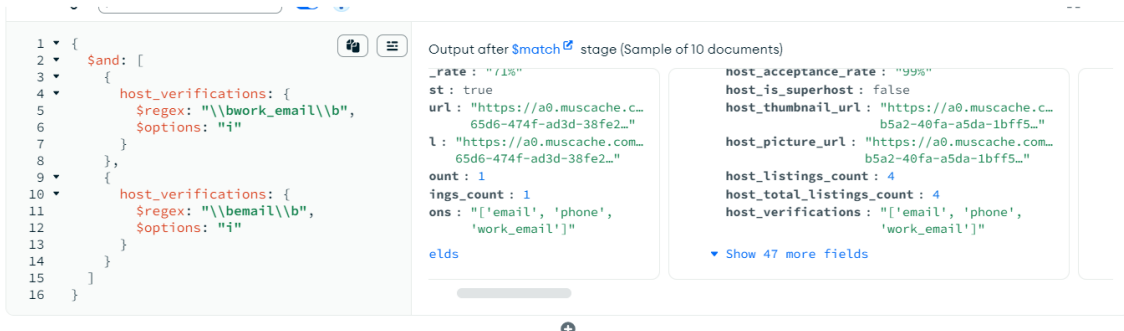 1 {
2 $and: [
3 {
4 host_verifications: {
5 $regex: "\\bwork_email\\b",
6 $options: "i"
7 }
8 },
9 {
10 host_verifications: {
11 $regex: "\\bemail\\b",
12 $options: "i"
13 }
14 }
15 ]
16 }
Output after $match stage (Sample of 10 documents)
_rate : "71%"
st : true
url : "https://a0.muscache.c…
65d6-474f-ad3d-38fe2…"
l : "https://a0.muscache.com…
65d6-474f-ad3d-38fe2…"
ount : 1
ings_count : 1
ons : "['email', 'phone',
'work_email']"
elds
host_acceptance_rate : "99%"
host_is_superhost : false
host_thumbnail_url : "https://a0.muscache.c…
b5a2-40fa-a5da-1bff5…"
host_picture_url : "https://a0.muscache.com…
b5a2-40fa-a5da-1bff5…"
host_listings_count : 4
host_total_listings_count : 4
host_verifications : "['email', 'phone',
'work_email']"
Show 47 more fields